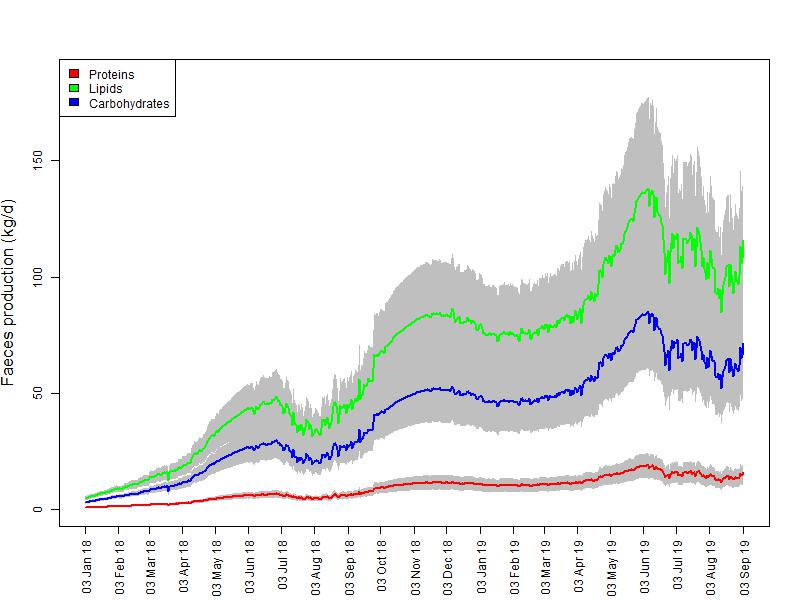 Proteins
Lipids
Carbohydrates
Faeces production (kg/d)
150
100
50
0
03 Jan 18
03 Feb 18
03 Mar 18
03 Apr 18
03 May 18
03 Jun 18
03 Jul 18
03 Aug 18
03 Sep 18
03 Oct 18
03 Nov 18
03 Dec 18
03 Jan 19
03 Feb 19
03 Mar 19
03 Apr 19
03 May 19
03 Jun 19
03 Jul 19
03 Aug 19
03 Sep 19